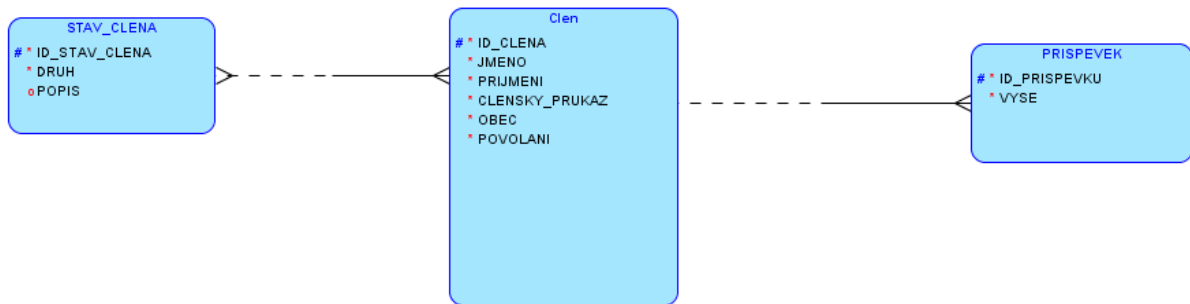 STAV_CLENA
# * ID_STAV_CLENA
* DRUH
o POPIS
Clen
# * ID_CLENA
* JMENO
* PRIJMENI
* CLENSKY_PRUKAZ
* OBEC
* POVOLANI
PRISPEVEK
# * ID_PRISPEVKU
* VYSE